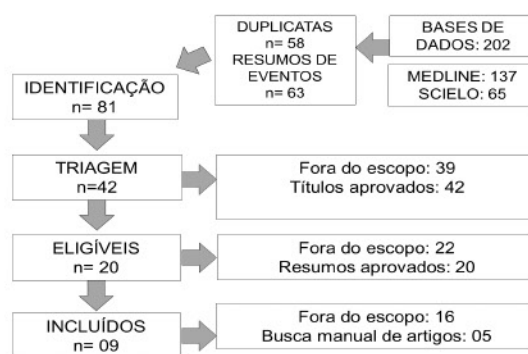 DUPLICATAS
n= 58
RESUMOS DE
EVENTOS
n= 63
BASES DE
DADOS: 202
MEDLINE: 137
SCIELO: 65
IDENTIFICAÇÃO
n= 81
TRIAGEM
n=42
Fora do escopo: 39
Títulos aprovados: 42
ELIGÍVEIS
n= 20
Fora do escopo: 22
Resumos aprovados: 20
INCLUÍDOS
n= 09
Fora do escopo: 16
Busca manual de artigos: 05